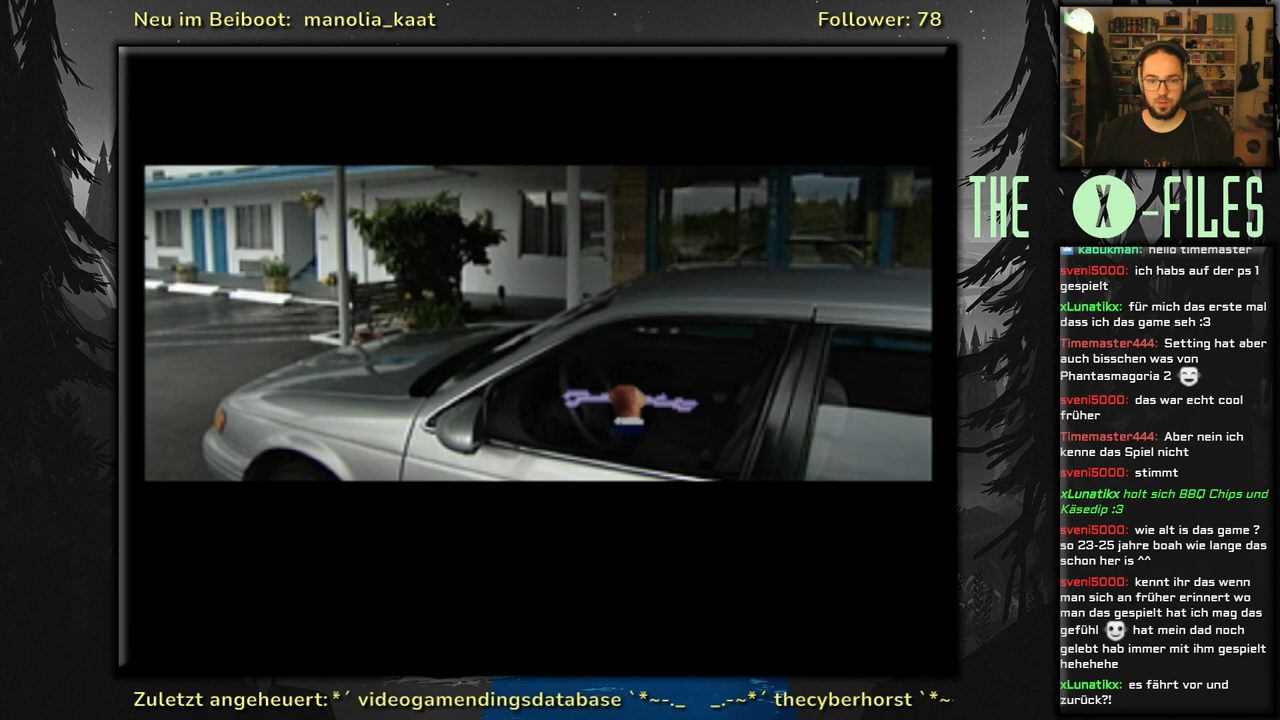 Neu im Beiboot: manolia_kaat
Follower: 78
THE X-FILES
kabukman: hello timemaster
sveni5000: ich habs auf der ps 1
gespielt
xLunatikx: für mich das erste mal
dass ich das game seh :3
Timemaster444: Setting hat aber
auch bisschen was von
Phantasmagoria 2
sveni5000: das war echt cool
früher
Timemaster444: Aber nein ich
kenne das Spiel nicht
sveni5000: stimmt
xLunatikx holt sich BBQ Chips und
Käsedip :3
sveni5000: wie alt is das game ?
so 23-25 jahre boah wie lange das
schon her is ^^
sveni5000: kennt ihr das wenn
man sich an früher erinnert wo
man das gespielt hat ich mag das
gefühl hat mein dad noch
gelebt hab immer mit ihm gespielt
hehehehe
xLunatikx: es fährt vor und
zurück?!
Zuletzt angeheuert: *´ videogamendingsdatabase `*~-._ _.-~*´ thecyberhorst `*~